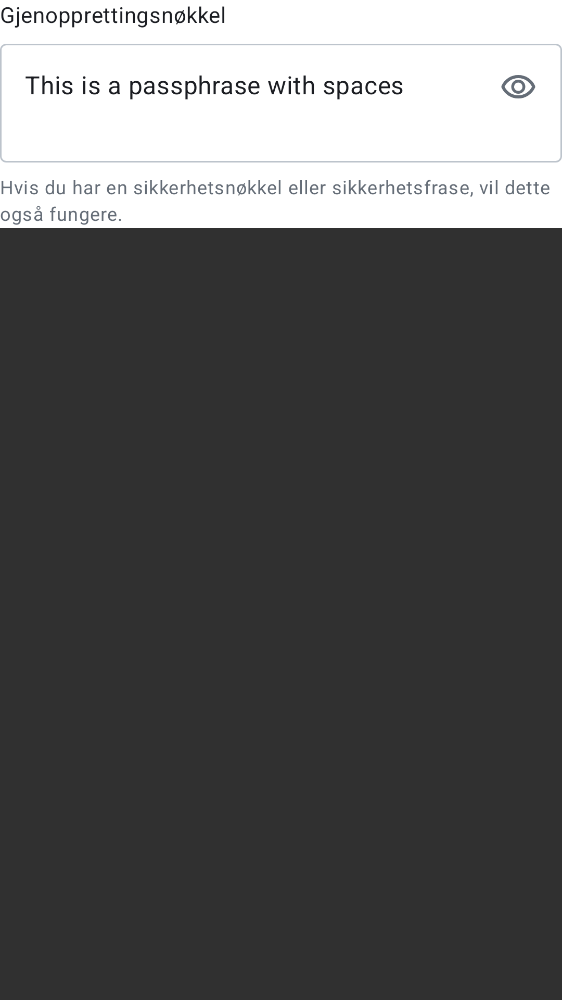 Gjenopprettingsnøkkel
This is a passphrase with spaces
Hvis du har en sikkerhetsnøkkel eller sikkerhetsfrase, vil dette
også fungere.